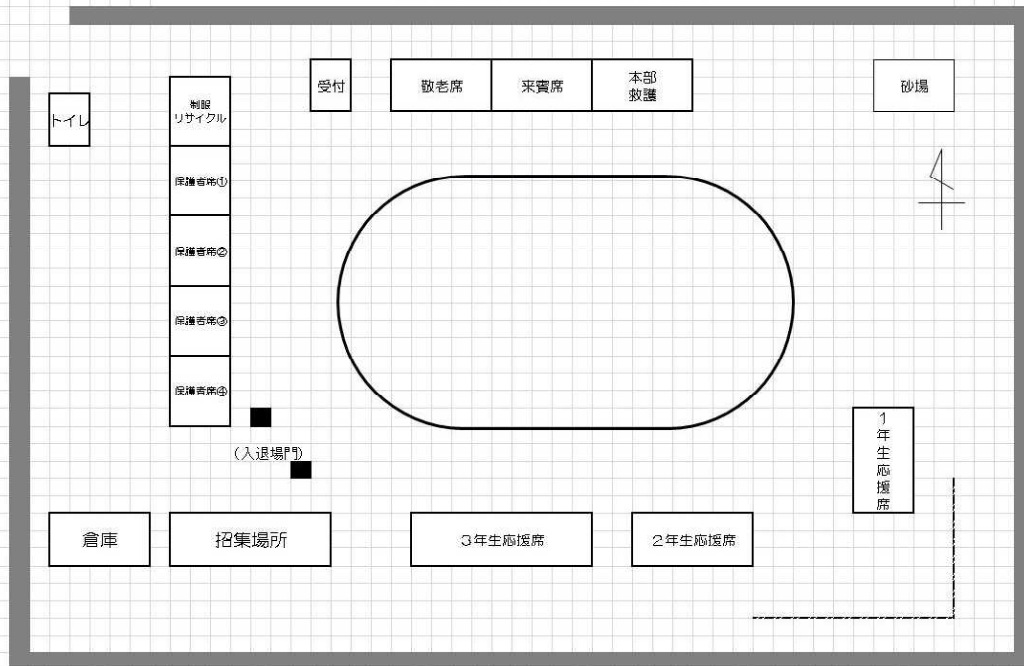 受付
敬老席
来賓席
本部
救護
砂場
トイレ
制服
リサイクル
保護者席①
保護者席②
保護者席③
保護者席④
(入退場門)
1年生応援席
倉庫
招集場所
3年生応援席
2年生応援席